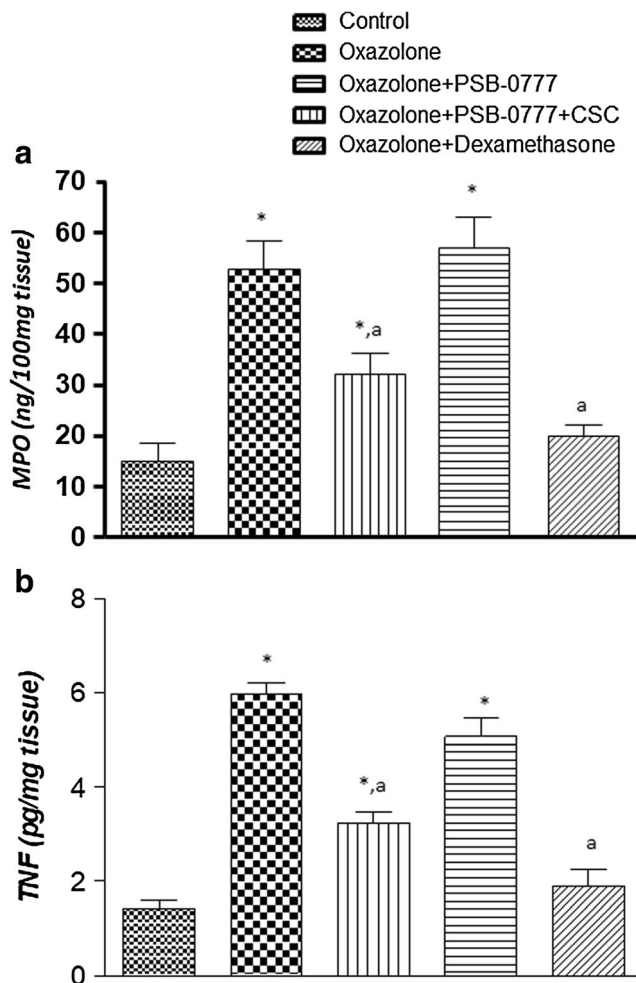 Control
Oxazolone
Oxazolone+PSB-0777
Oxazolone+PSB-0777+CSC
Oxazolone+Dexamethasone
a
MPO (ng/100mg tissue)
70
60
50
40
30
20
10
0
*
*,a
*
a
b
TNF (pg/mg tissue)
8
6
4
2
0
*
*,a
*
a